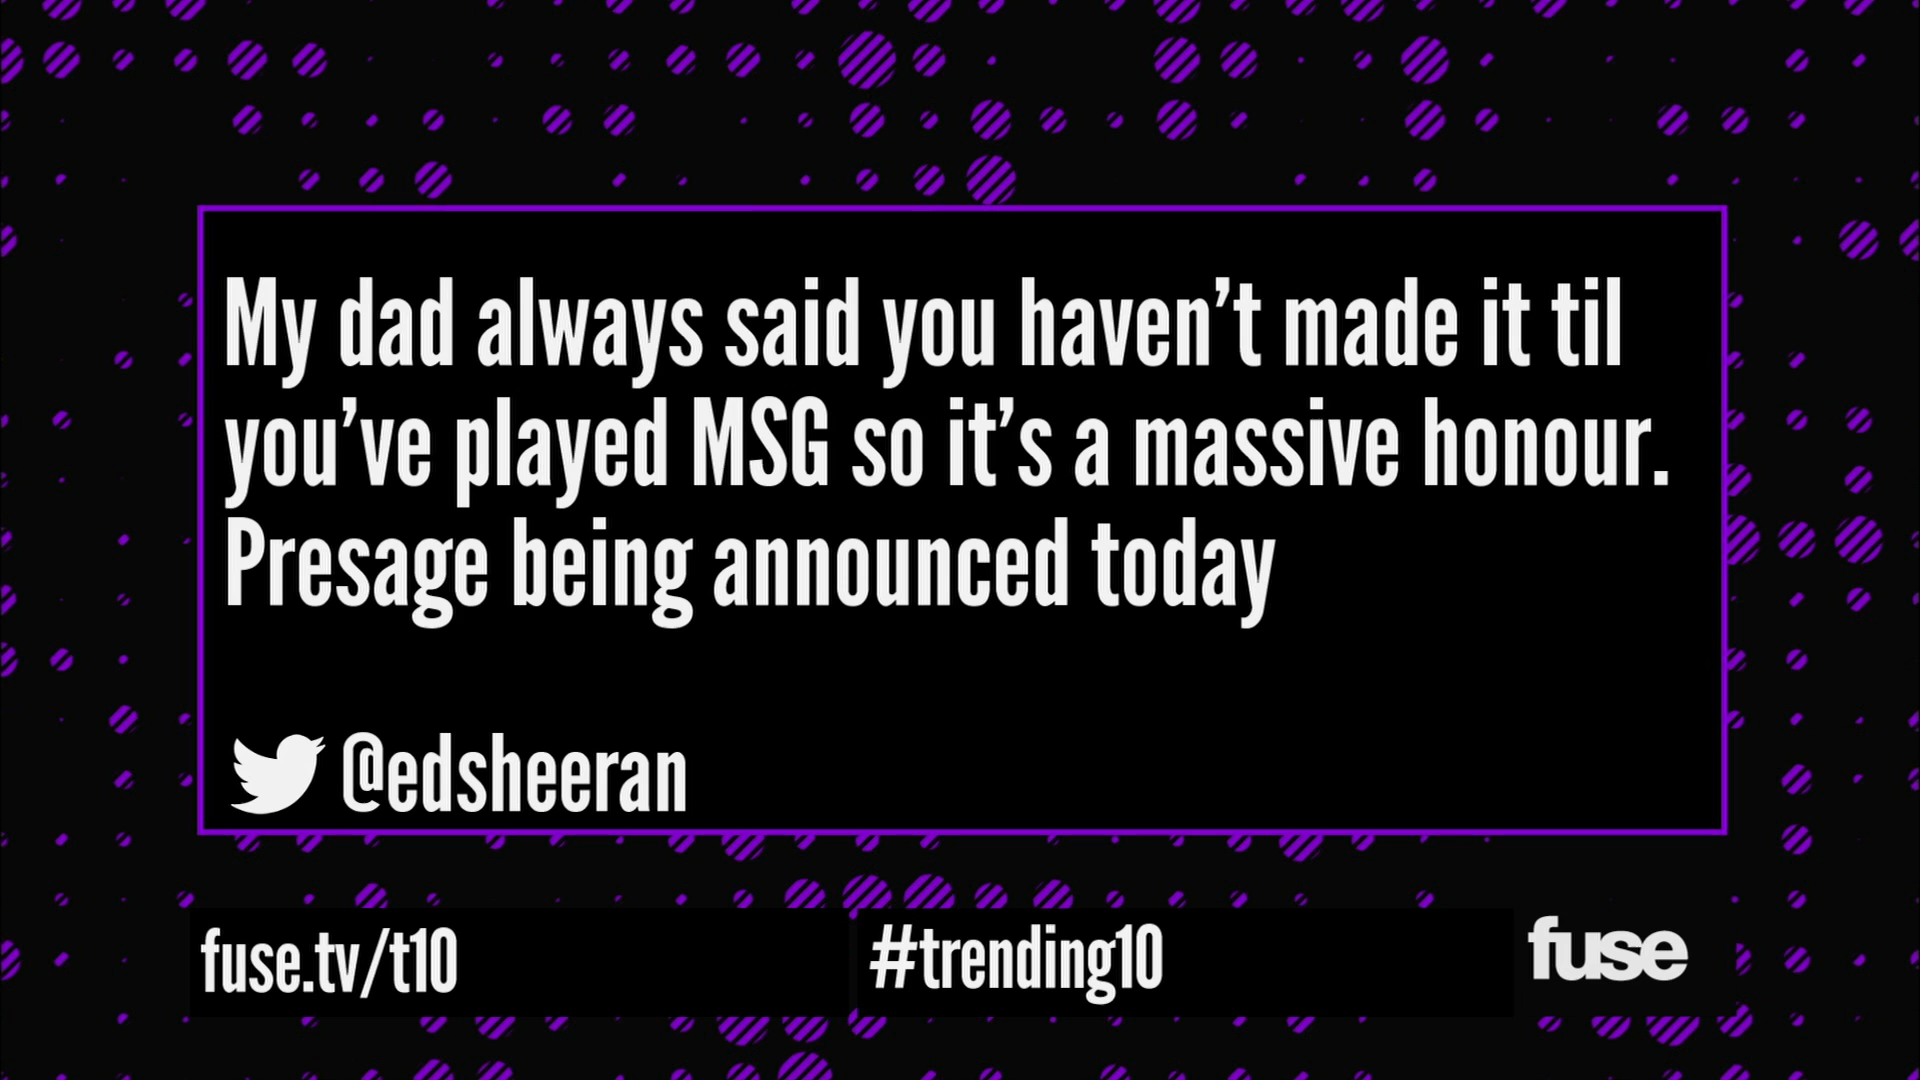 My dad always said you haven’t made it til
you’ve played MSG so it’s a massive honour.
Presage being announced today
@edsheeran
fuse.tv/t10
#trending10
fuse